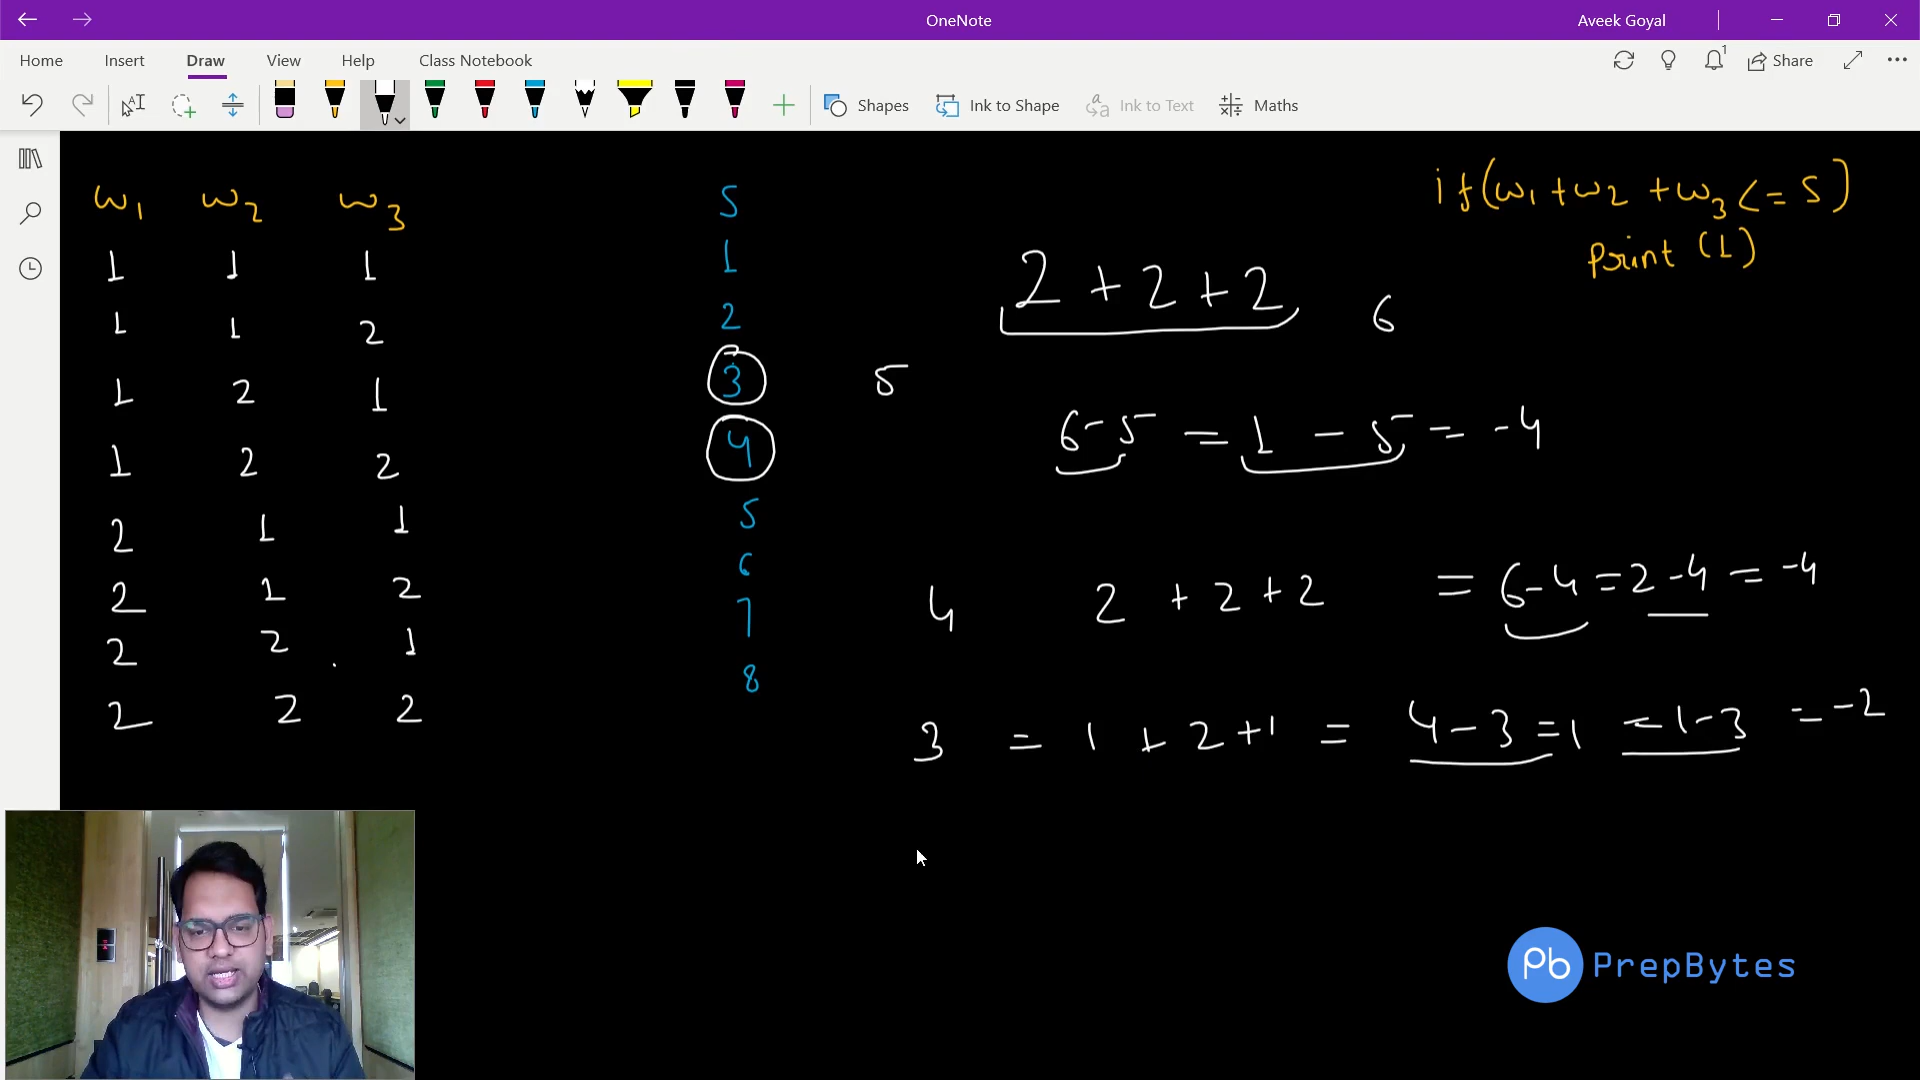 OneNote
Aveek Goyal
Home Insert Draw View Help Class Notebook
1
Share
Shapes Ink to Shape Ink to Text Maths
w1 w2 w3
1 1 1
1 1 2
1 2 1
1 2 2
2 1 1
2 1 2
2 2 1
2 2 2
S
1
2
3
4
5
6
7
8
if(w1+w2+w3<=S)
print(1)
2+2+2 6
5
6-5=1-5=-4
4 2+2+2 =6-4=2-4=-4
3 =1+2+1=4-3=1=1-3=-2
Pb PrepBytes